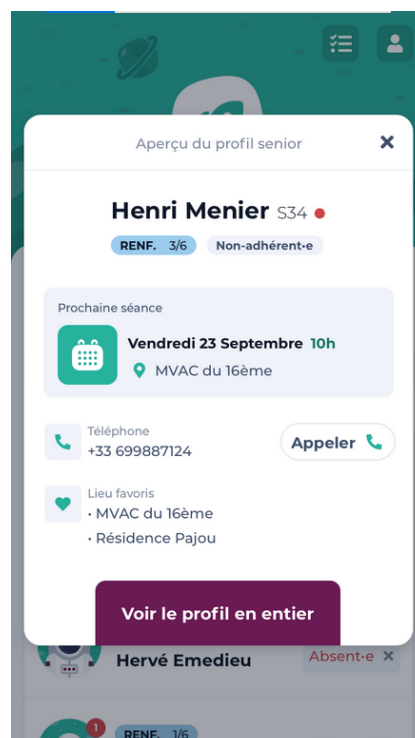 Aperçu du profil senior
Henri Menier S34
RENF. 3/6 Non-adhérent·e
Prochaine séance
Vendredi 23 Septembre 10h
MVAC du 16ème
Téléphone
+33 699887124
Appeler
Lieu favoris
· MVAC du 16ème
· Résidence Pajou
Voir le profil en entier
Hervé Emedieu
Absent·e
1
RENF. 1/6